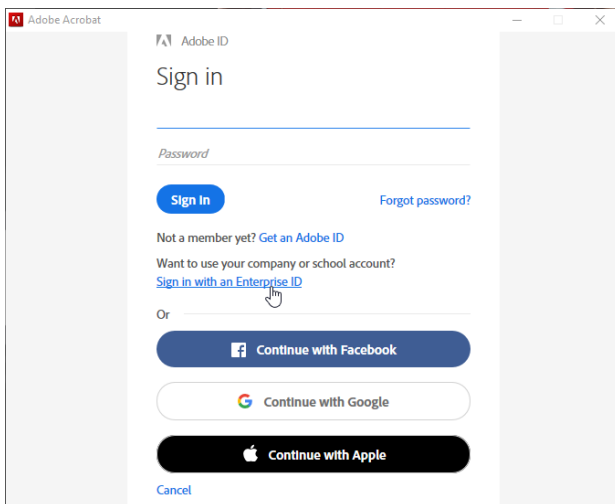 Adobe Acrobat
Adobe ID
Sign in
Password
Sign In
Forgot password?
Not a member yet? Get an Adobe ID
Want to use your company or school account?
Sign in with an Enterprise ID
Or
Continue with Facebook
Continue with Google
Continue with Apple
Cancel